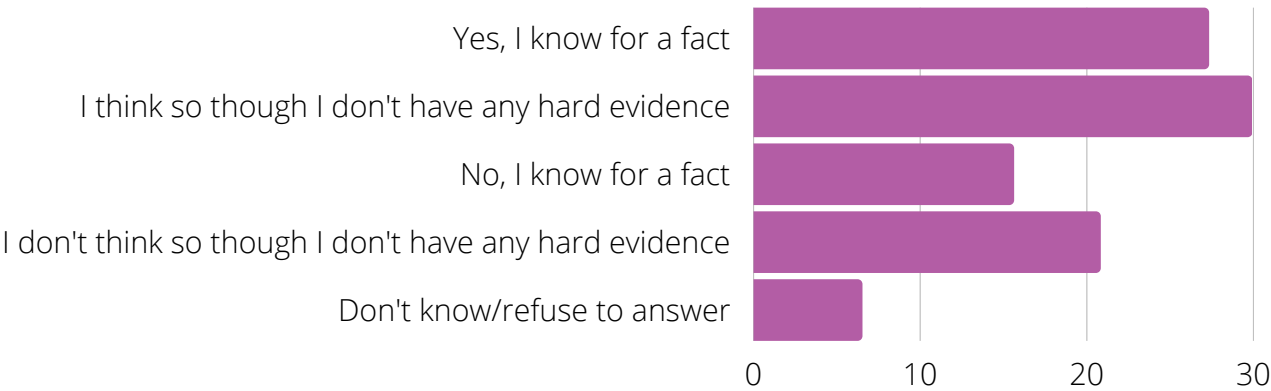 Yes, I know for a fact
I think so though I don't have any hard evidence
No, I know for a fact
I don't think so though I don't have any hard evidence
Don't know/refuse to answer
0 10 20 30